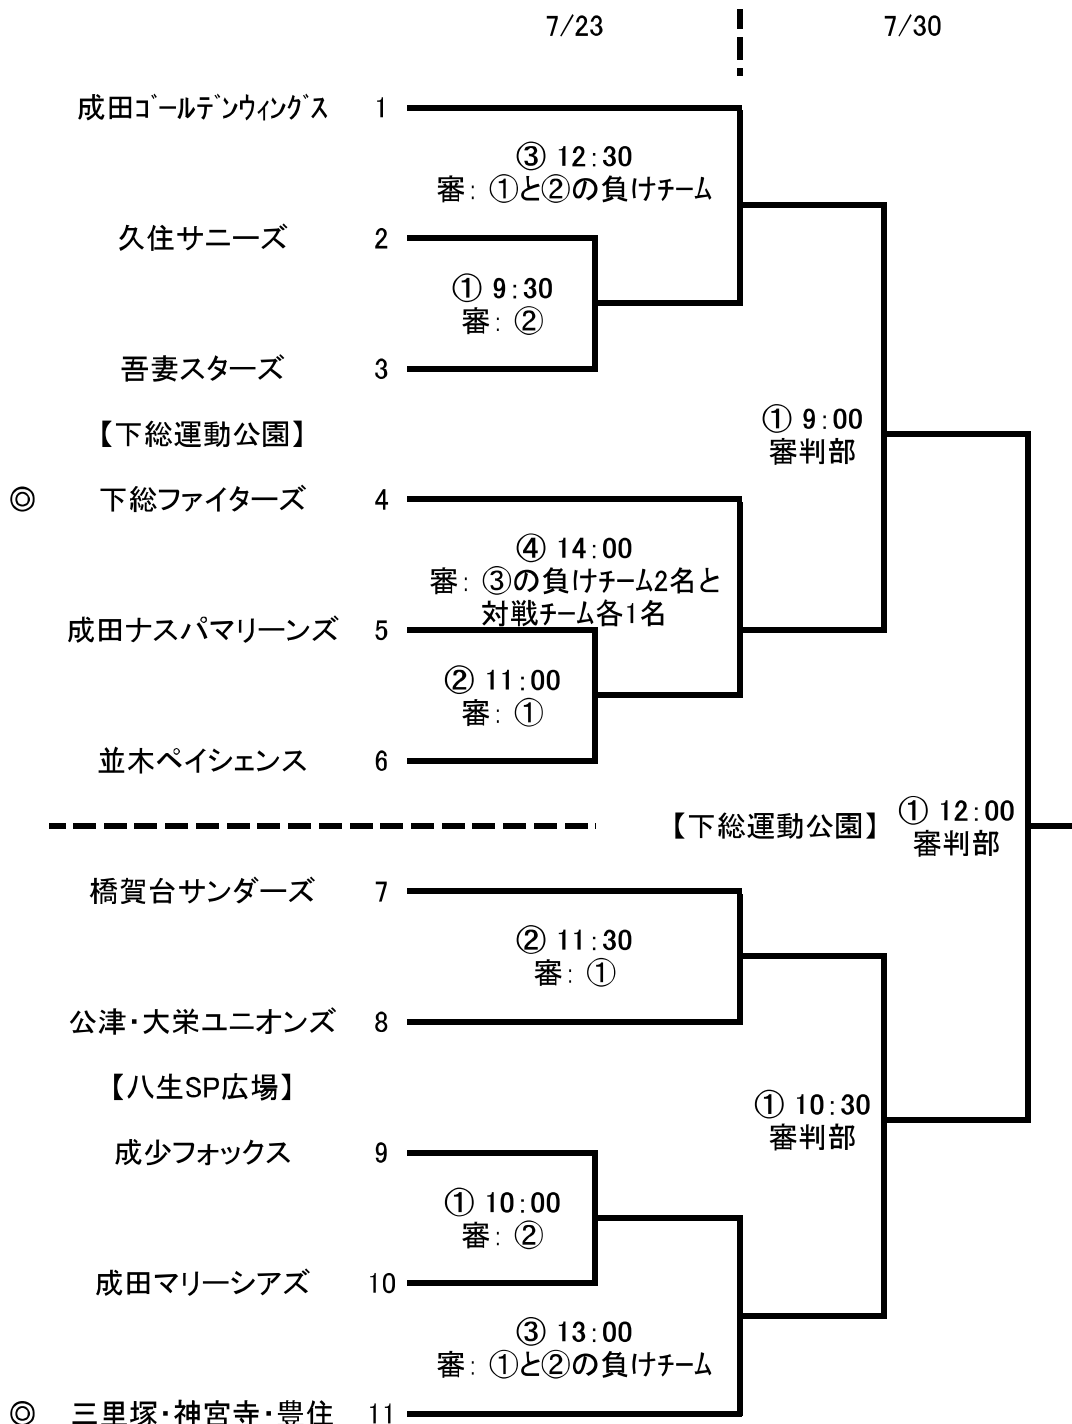 7/23
7/30
成田ｺﾞｰﾙﾃﾞﾝｳｨﾝｸﾞｽ 1
③ 12:30
審: ①と②の負けﾁｰﾑ
久住サニーズ 2
① 9:30
審: ②
吾妻スターズ 3
【下総運動公園】
① 9:00
審判部
◎ 下総ファイターズ 4
④ 14:00
審: ③の負けﾁｰﾑ2名と
対戦ﾁｰﾑ各1名
成田ナスパマリーンズ 5
② 11:00
審: ①
並木ペイシェンス 6
【下総運動公園】
① 12:00
審判部
橋賀台サンダーズ 7
② 11:30
審: ①
公津・大栄ユニオンズ 8
【八生SP広場】
① 10:30
審判部
成少フォックス 9
① 10:00
審: ②
成田マリーシアズ 10
③ 13:00
審: ①と②の負けﾁｰﾑ
◎ 三里塚・神宮寺・豊住 11